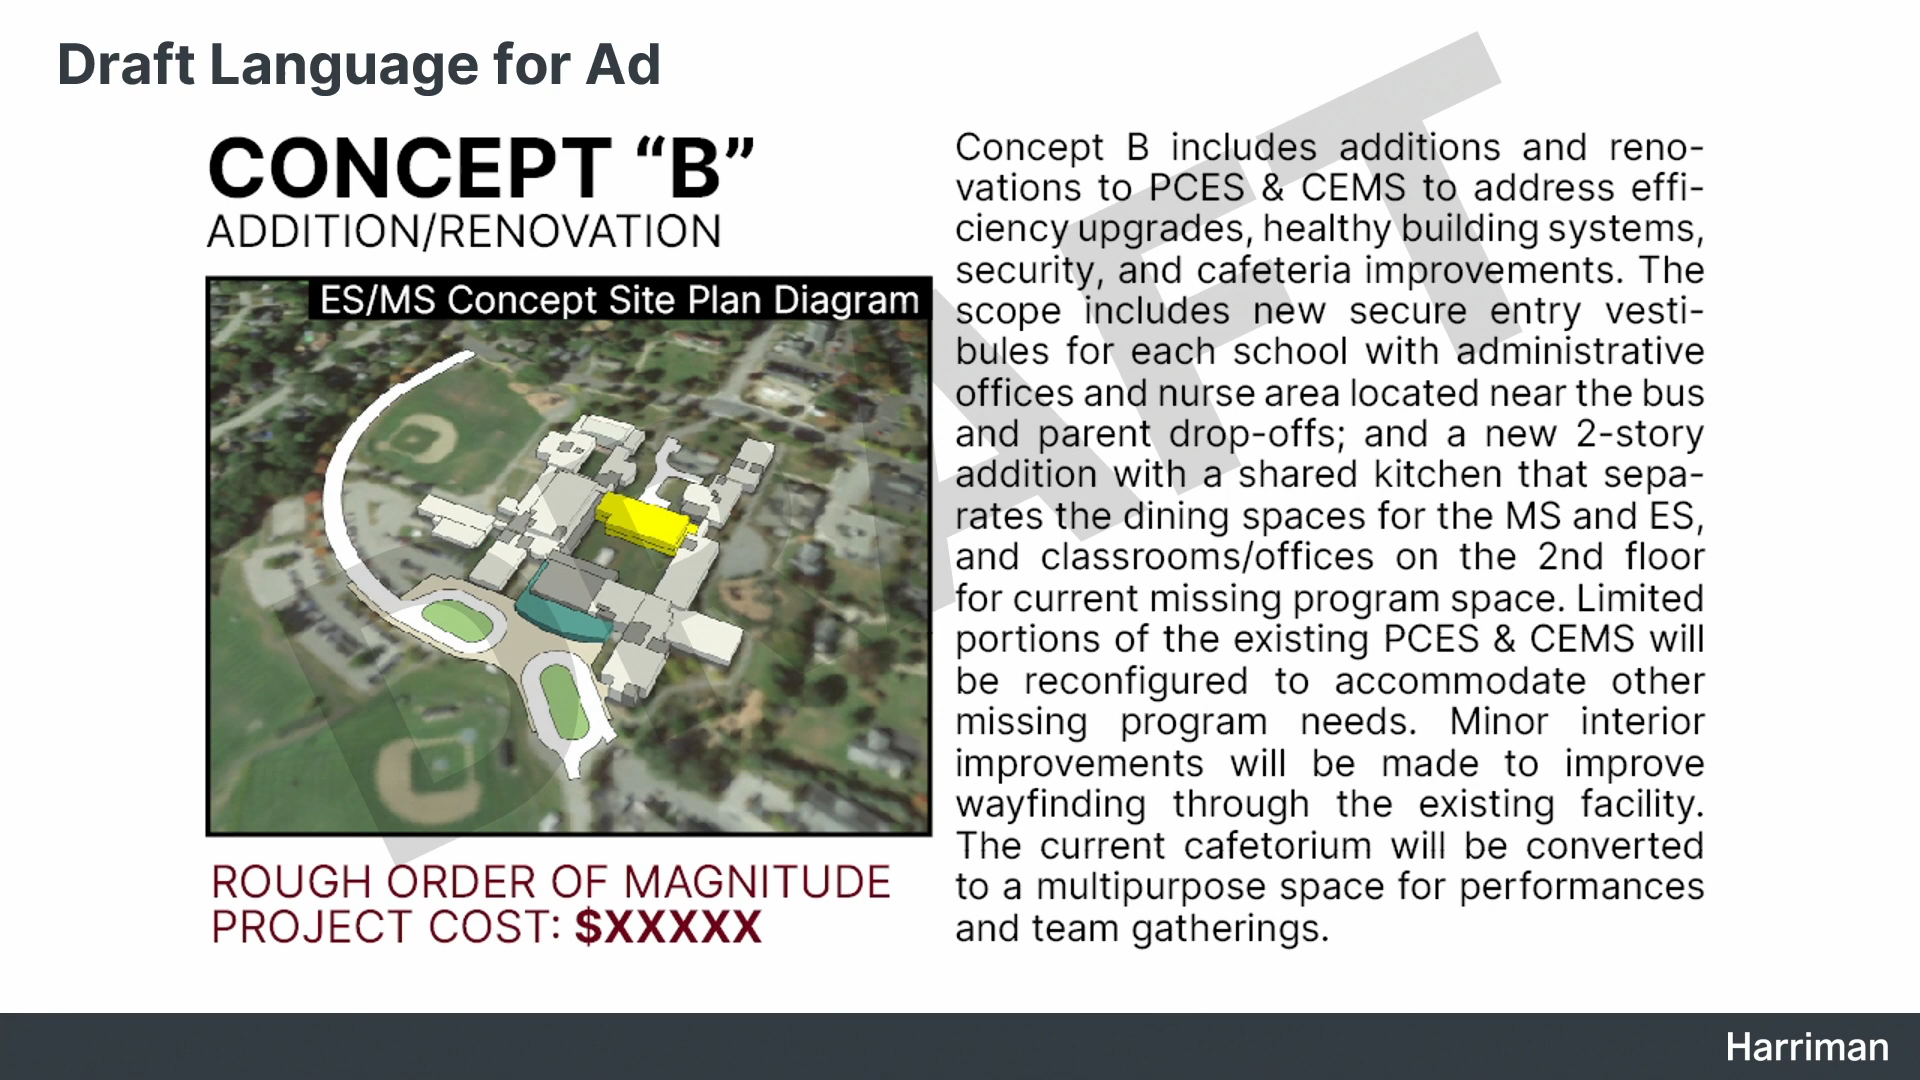 Draft Language for Ad
CONCEPT “B”
ADDITION/RENOVATION
ES/MS Concept Site Plan Diagram
ROUGH ORDER OF MAGNITUDE
PROJECT COST: $XXXXX
Concept B includes additions and reno-
vations to PCES & CEMS to address effi-
ciency upgrades, healthy building systems,
security, and cafeteria improvements. The
scope includes new secure entry vesti-
bules for each school with administrative
offices and nurse area located near the bus
and parent drop-offs; and a new 2-story
addition with a shared kitchen that sepa-
rates the dining spaces for the MS and ES,
and classrooms/offices on the 2nd floor
for current missing program space. Limited
portions of the existing PCES & CEMS will
be reconfigured to accommodate other
missing program needs. Minor interior
improvements will be made to improve
wayfinding through the existing facility.
The current cafetorium will be converted
to a multipurpose space for performances
and team gatherings.
DRAFT
Harriman